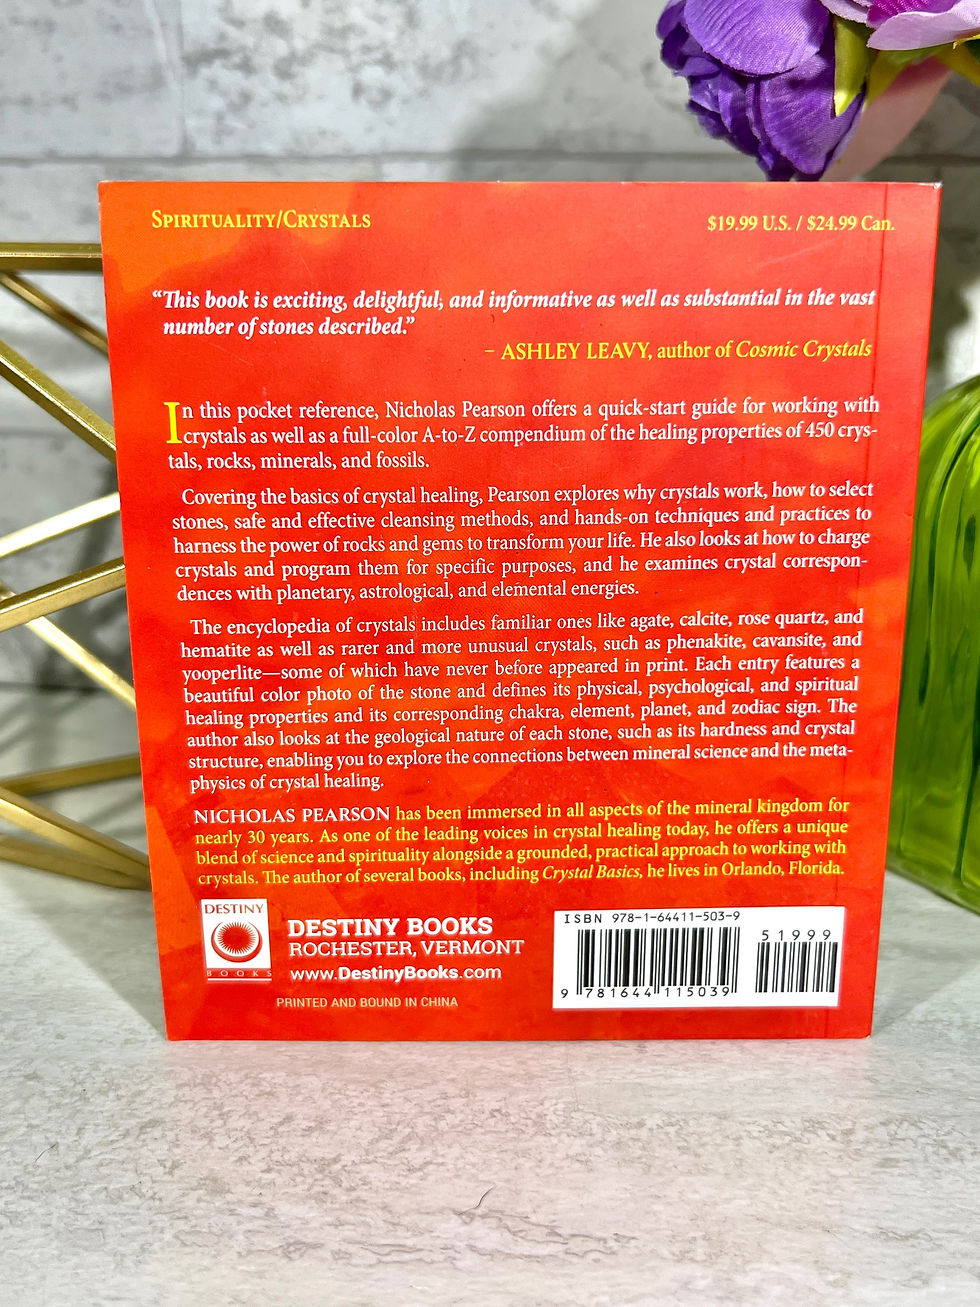 SPIRITUALITY/CRYSTALS
$19.99 U.S. / $24.99 Can.
“This book is exciting, delightful, and informative as well as substantial in the vast
number of stones described.”
– ASHLEY LEAVY, author of Cosmic Crystals
In this pocket reference, Nicholas Pearson offers a quick-start guide for working with
crystals as well as a full-color A-to-Z compendium of the healing properties of 450 crys-
tals, rocks, minerals, and fossils.
Covering the basics of crystal healing, Pearson explores why crystals work, how to select
stones, safe and effective cleansing methods, and hands-on techniques and practices to
harness the power of rocks and gems to transform your life. He also looks at how to charge
crystals and program them for specific purposes, and he examines crystal correspon-
dences with planetary, astrological, and elemental energies.
The encyclopedia of crystals includes familiar ones like agate, calcite, rose quartz, and
hematite as well as rarer and more unusual crystals, such as phenakite, cavansite, and
yooperlite—some of which have never before appeared in print. Each entry features a
beautiful color photo of the stone and defines its physical, psychological, and spiritual
healing properties and its corresponding chakra, element, planet, and zodiac sign. The
author also looks at the geological nature of each stone, such as its hardness and crystal
structure, enabling you to explore the connections between mineral science and the meta-
physics of crystal healing.
NICHOLAS PEARSON has been immersed in all aspects of the mineral kingdom for
nearly 30 years. As one of the leading voices in crystal healing today, he offers a unique
blend of science and spirituality alongside a grounded, practical approach to working with
crystals. The author of several books, including Crystal Basics, he lives in Orlando, Florida.
DESTINY
BOOKS
DESTINY BOOKS
ROCHESTER, VERMONT
www.DestinyBooks.com
PRINTED AND BOUND IN CHINA
ISBN 978-1-64411-503-9
51999
9 781644 115039